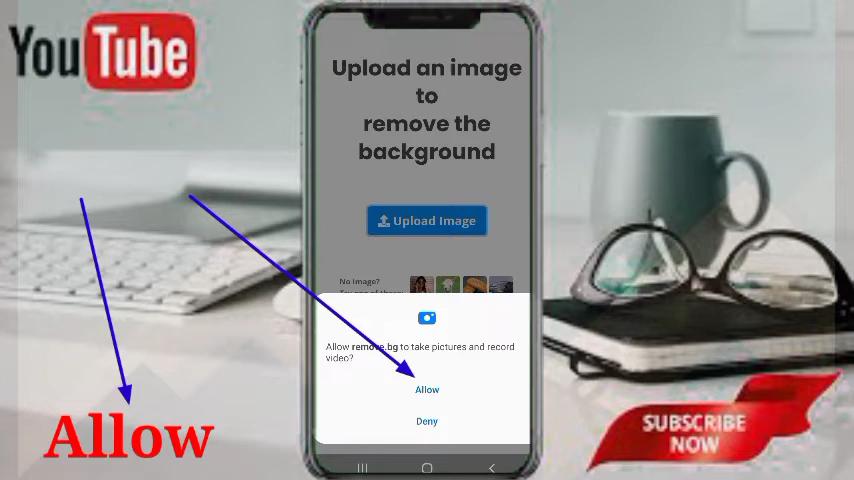 YouTube
Upload an image
to
remove the
background
Upload Image
No image?
Allow remove.bg to take pictures and record
video?
Allow
Deny
Allow
SUBSCRIBE
NOW